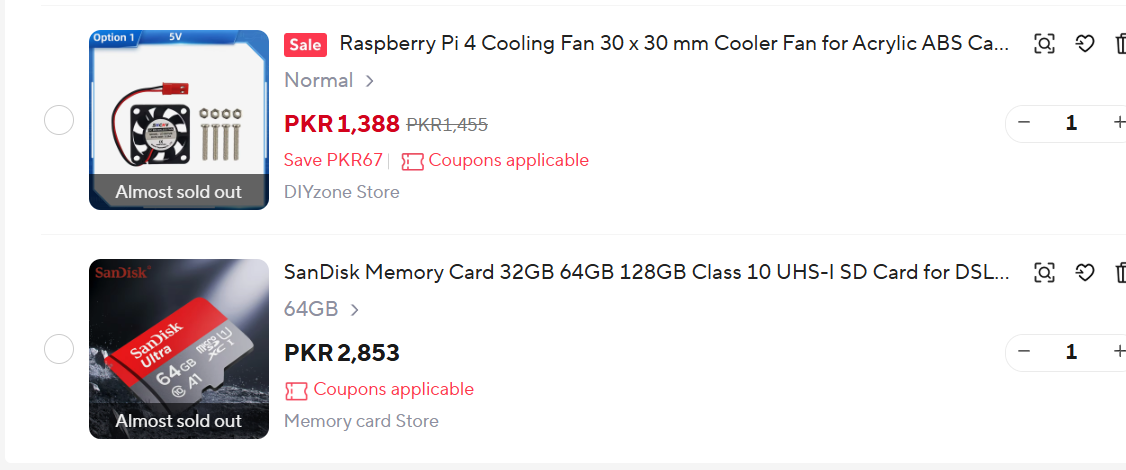 Option 1 5V
Sale Raspberry Pi 4 Cooling Fan 30 x 30 mm Cooler Fan for Acrylic ABS Ca...
Normal >
PKR 1,388 PKR1,455
− 1 +
Save PKR67 | Coupons applicable
Almost sold out
DIYzone Store
SanDisk
SanDisk Memory Card 32GB 64GB 128GB Class 10 UHS-I SD Card for DSL...
64GB >
SanDisk
Ultra
microSD
XC I
64GB
A1
PKR 2,853
− 1 +
Coupons applicable
Almost sold out
Memory card Store